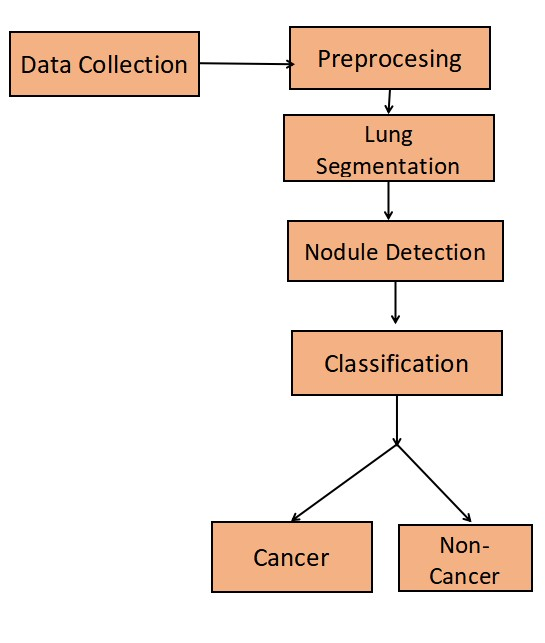 Data Collection
Preprocesing
Lung
Segmentation
Nodule Detection
Classification
Cancer
Non-
Cancer